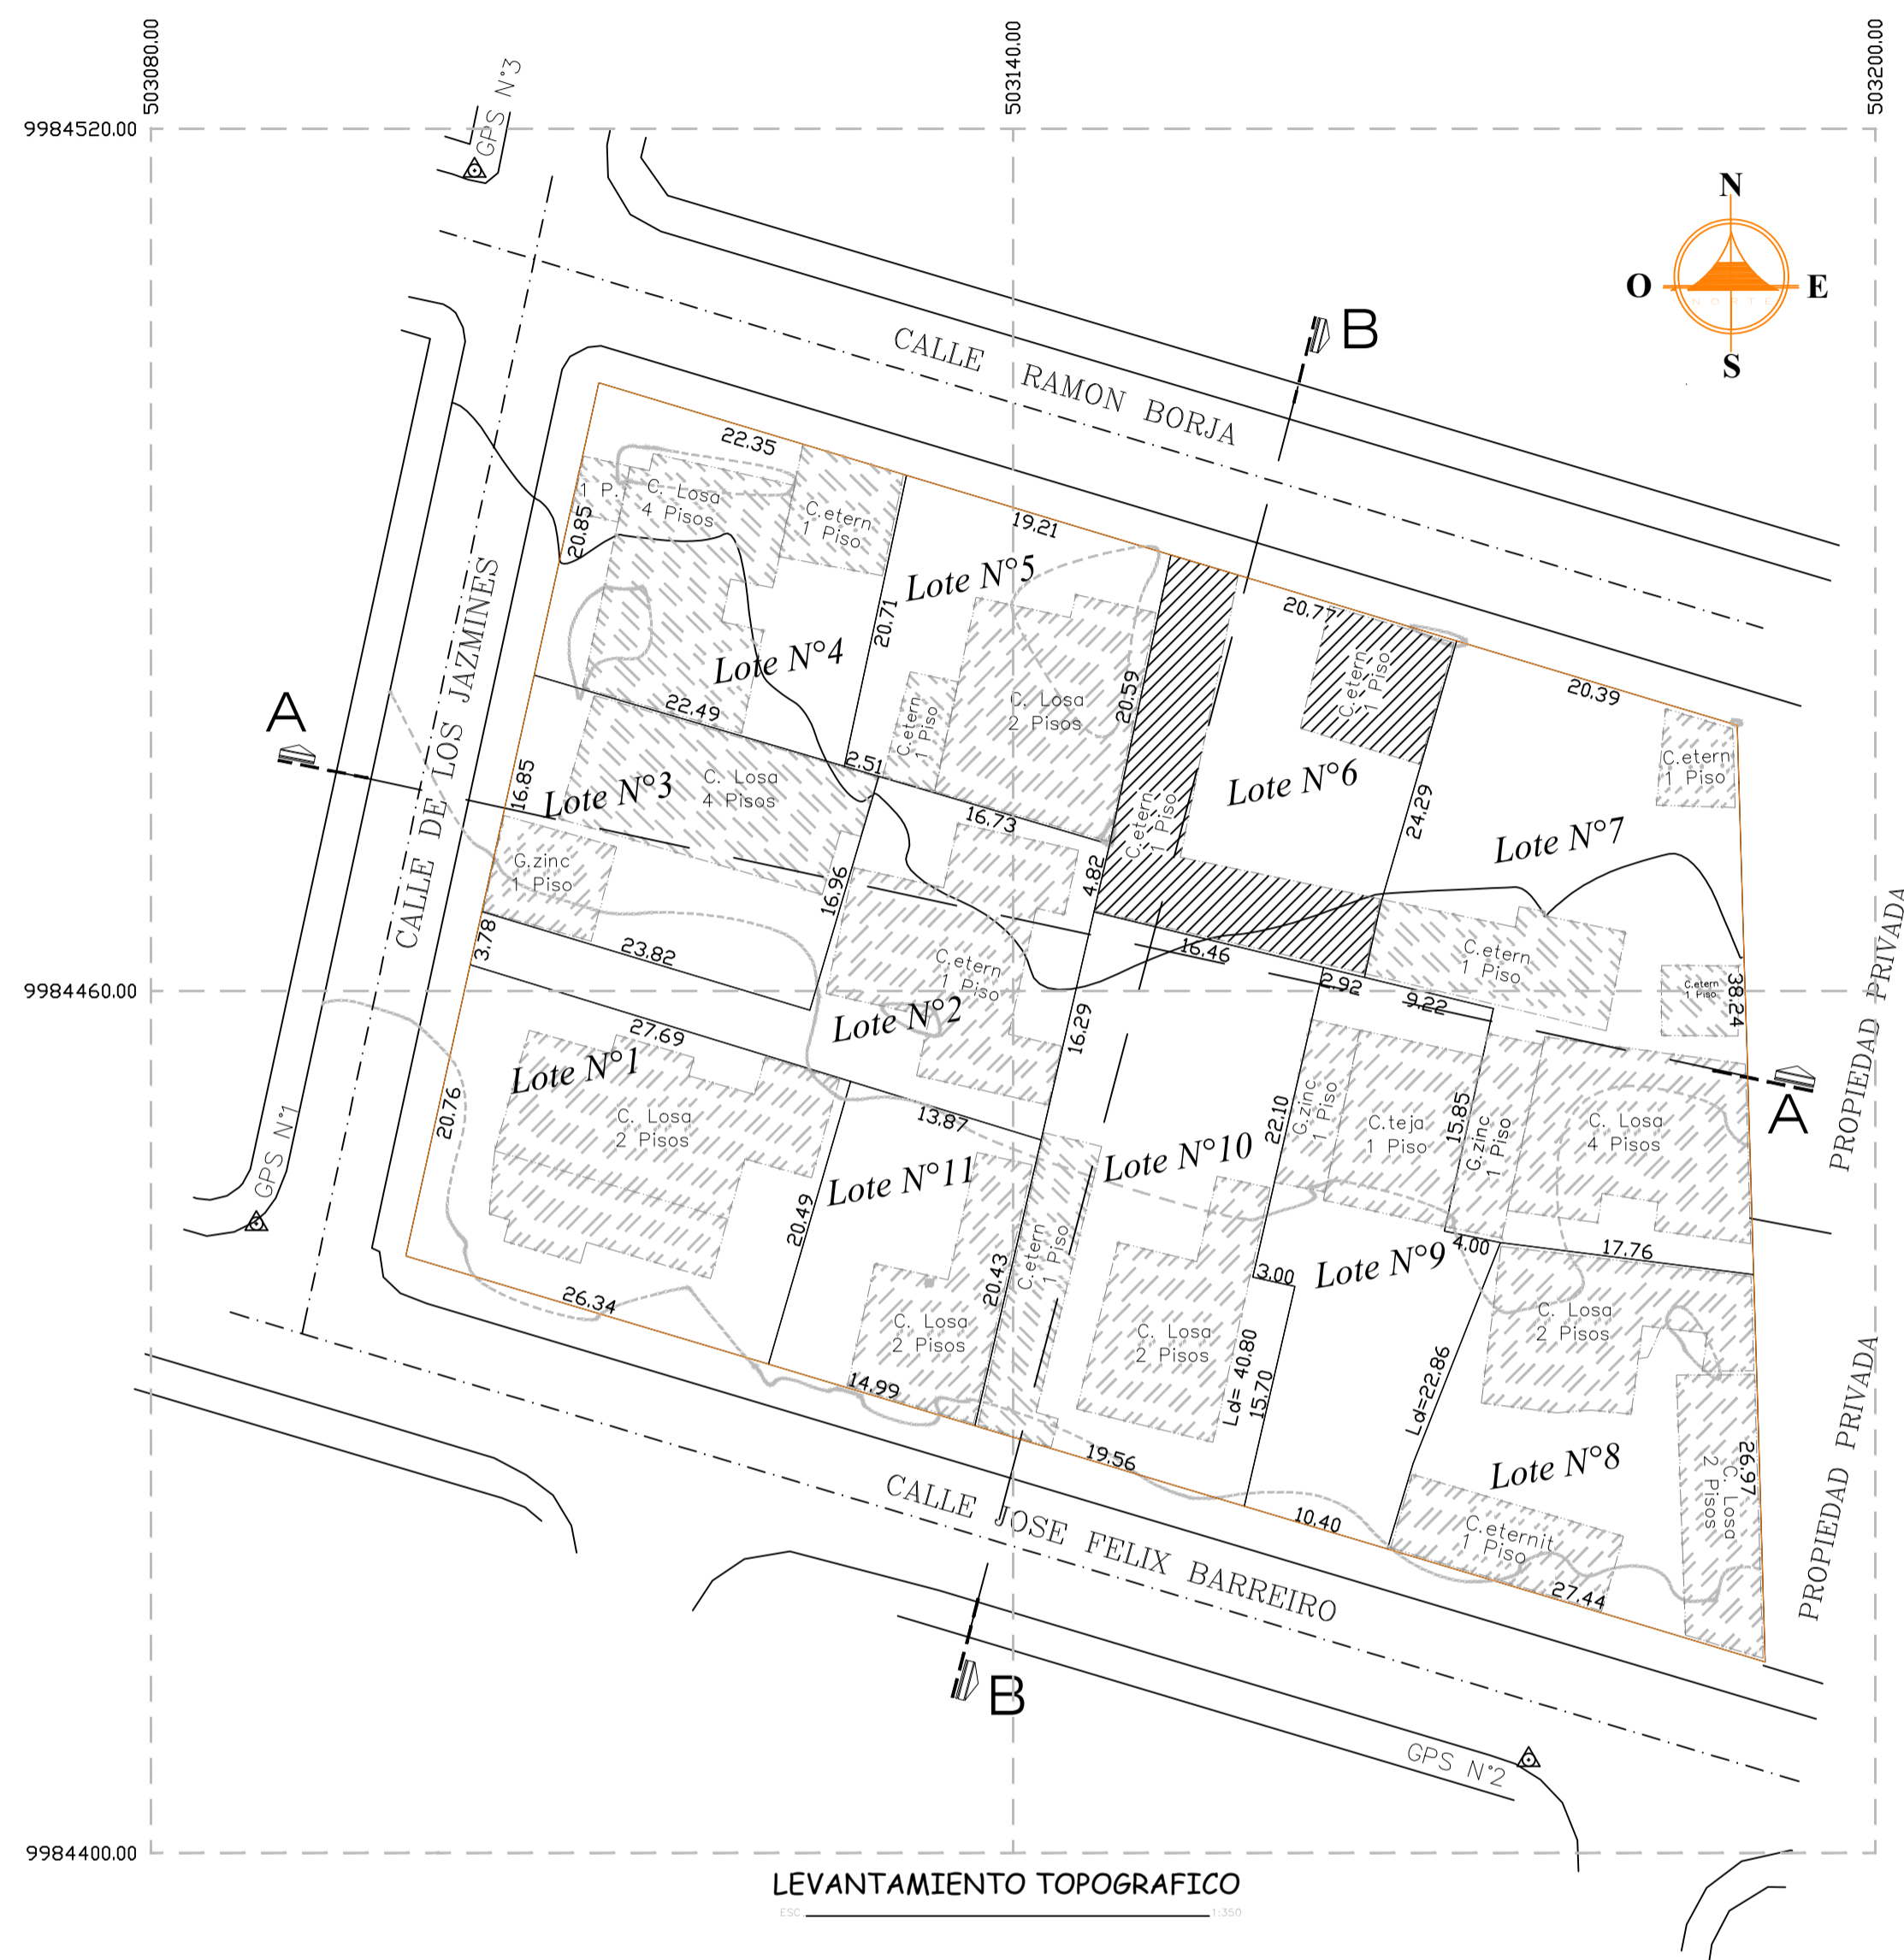 503080.00
503140.00
503200.00
9984520.00
GPS N°3
N
O
E
NORTE
S
B
CALLE RAMON BORJA
22.35
1 P.
C. Losa
4 Pisos
C.etern
1 Piso
20.85
19.21
Lote N°5
20.71
Lote N°4
20.77
C.etern
1 Piso
20.39
A
CALLE DE LOS JAZMINES
22.49
C.etern
1 Piso
C. Losa
2 Pisos
20.59
2.51
C.etern
1 Piso
16.85
Lote N°3
C. Losa
4 Pisos
16.73
C.etern
1 Piso
Lote N°6
24.29
Lote N°7
G.zinc
1 Piso
16.96
4.82
3.78
23.82
C.etern
1 Piso
16.46
C.etern
1 Piso
C.etern
1 Piso
38.24
PROPIEDAD PRIVADA
9984460.00
2.92
9.22
Lote N°2
27.69
16.29
Lote N°1
20.76
C. Losa
2 Pisos
13.87
22.10
G.zinc
1 Piso
C.teja
1 Piso
15.85
G.zinc
1 Piso
C. Losa
4 Pisos
A
GPS N°1
Lote N°10
Lote N°11
20.49
20.43
C.etern
1 Piso
3.00
Lote N°9
4.00
17.76
26.34
C. Losa
2 Pisos
C. Losa
2 Pisos
C. Losa
2 Pisos
Ld= 40.80
15.70
Ld=22.86
14.99
PROPIEDAD PRIVADA
19.56
Lote N°8
C. Losa
2 Pisos
26.97
CALLE JOSE FELIX BARREIRO
10.40
C.eternit
1 Piso
27.44
B
GPS N°2
9984400.00
LEVANTAMIENTO TOPOGRAFICO
ESC. 1:350